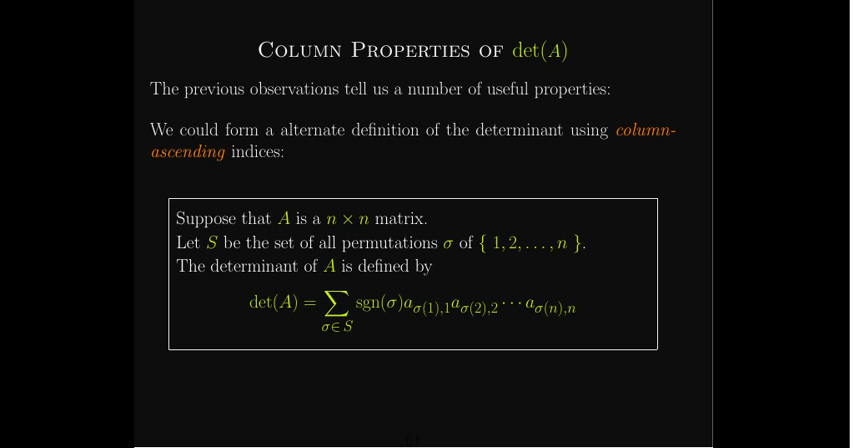 COLUMN PROPERTIES OF det(A)
The previous observations tell us a number of useful properties:
We could form a alternate definition of the determinant using column-
ascending indices:
Suppose that A is a n × n matrix.
Let S be the set of all permutations σ of { 1, 2, . . . , n }.
The determinant of A is defined by
det(A) = ∑_{σ∈S} sgn(σ)a_{σ(1),1}a_{σ(2),2} ⋯ a_{σ(n),n}